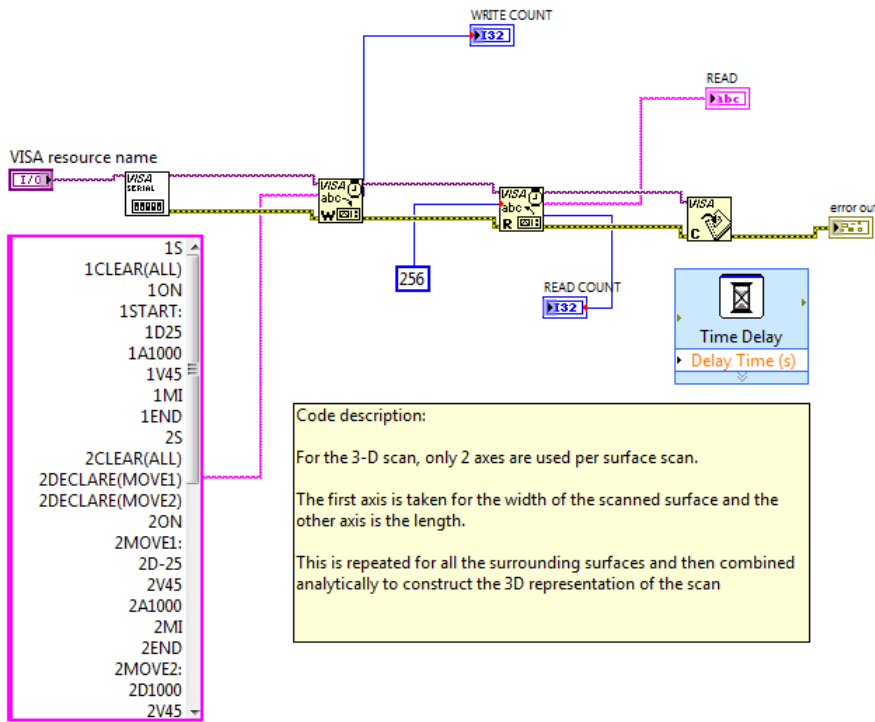 WRITE COUNT
I32
READ
abc
VISA resource name
I/O
VISA
SERIAL
VISA
abc
W
VISA
abc
R
VISA
C
error out
256
READ COUNT
I32
Time Delay
Delay Time (s)
1S
1CLEAR(ALL)
1ON
1START:
1D25
1A1000
1V45
1MI
1END
2S
2CLEAR(ALL)
2DECLARE(MOVE1)
2DECLARE(MOVE2)
2ON
2MOVE1:
2D-25
2V45
2A1000
2MI
2END
2MOVE2:
2D1000
2V45
Code description:
For the 3-D scan, only 2 axes are used per surface scan.
The first axis is taken for the width of the scanned surface and the
other axis is the length.
This is repeated for all the surrounding surfaces and then combined
analytically to construct the 3D representation of the scan